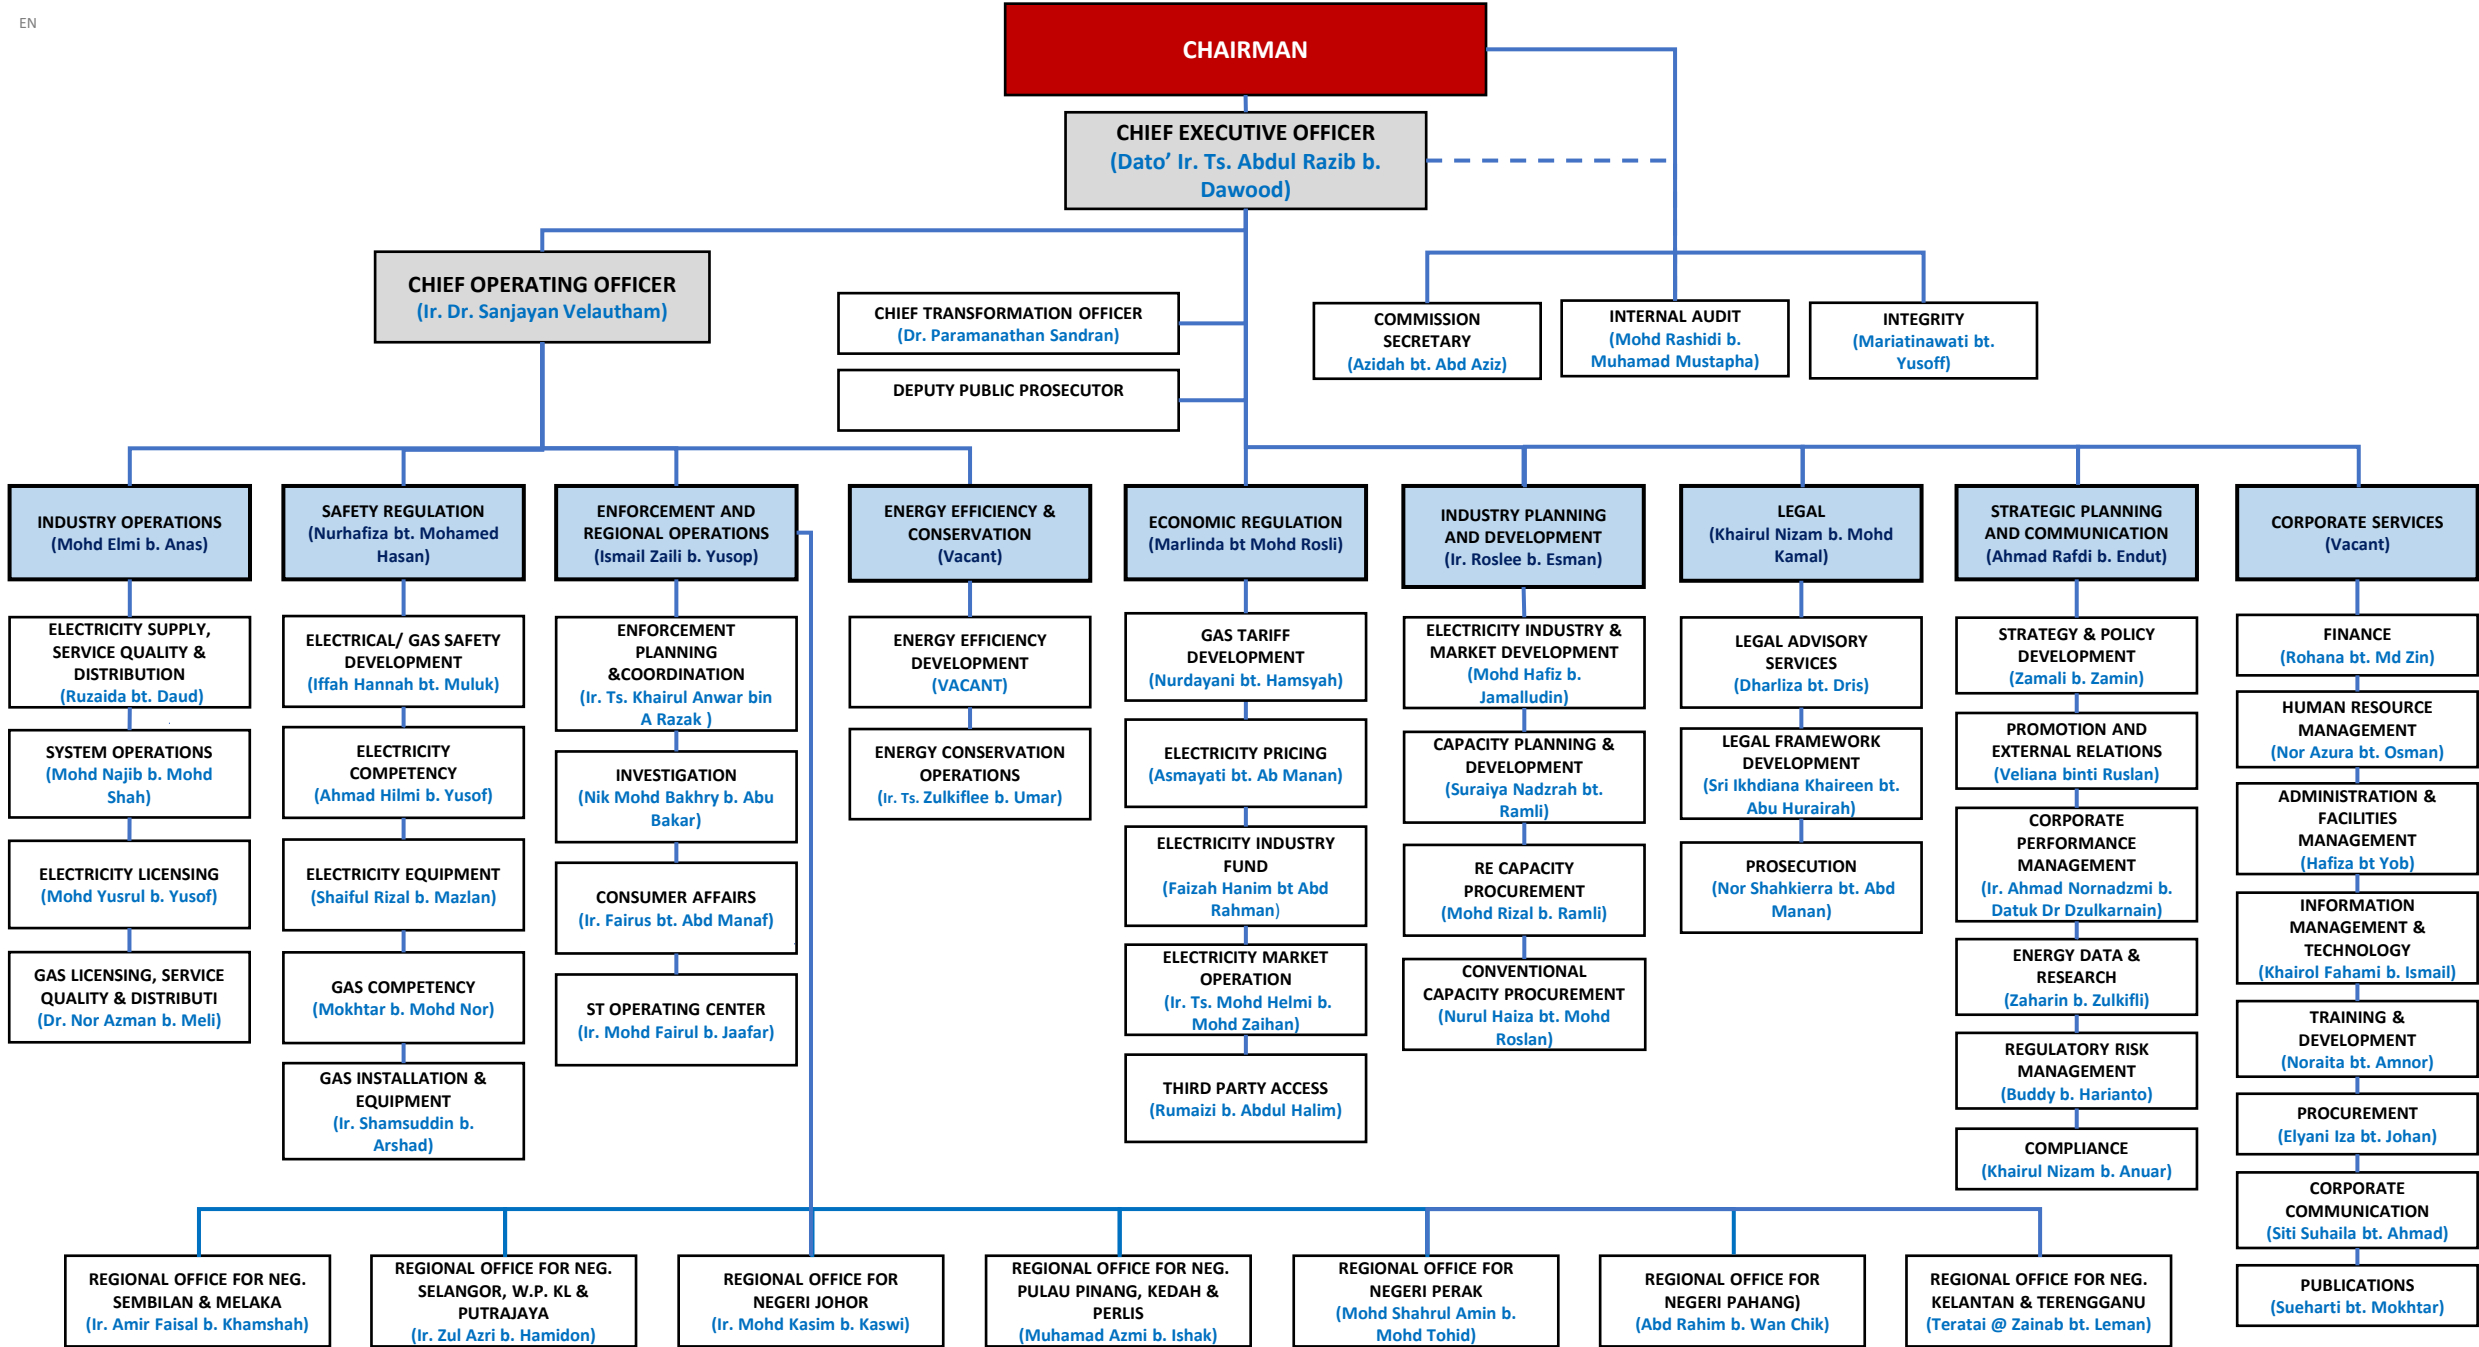 EN
CHAIRMAN
CHIEF EXECUTIVE OFFICER
(Dato’ Ir. Ts. Abdul Razib b.
Dawood)
CHIEF OPERATING OFFICER
(Ir. Dr. Sanjayan Velautham)
CHIEF TRANSFORMATION OFFICER
(Dr. Paramanathan Sandran)
DEPUTY PUBLIC PROSECUTOR
COMMISSION
SECRETARY
(Azidah bt. Abd Aziz)
INTERNAL AUDIT
(Mohd Rashidi b.
Muhamad Mustapha)
INTEGRITY
(Mariatinawati bt.
Yusoff)
INDUSTRY OPERATIONS
(Mohd Elmi b. Anas)
SAFETY REGULATION
(Nurhafiza bt. Mohamed
Hasan)
ENFORCEMENT AND
REGIONAL OPERATIONS
(Ismail Zaili b. Yusop)
ENERGY EFFICIENCY &
CONSERVATION
(Vacant)
ECONOMIC REGULATION
(Marlinda bt Mohd Rosli)
INDUSTRY PLANNING
AND DEVELOPMENT
(Ir. Roslee b. Esman)
LEGAL
(Khairul Nizam b. Mohd
Kamal)
STRATEGIC PLANNING
AND COMMUNICATION
(Ahmad Rafdi b. Endut)
CORPORATE SERVICES
(Vacant)
ELECTRICITY SUPPLY,
SERVICE QUALITY &
DISTRIBUTION
(Ruzaida bt. Daud)
SYSTEM OPERATIONS
(Mohd Najib b. Mohd
Shah)
ELECTRICITY LICENSING
(Mohd Yusrul b. Yusof)
GAS LICENSING, SERVICE
QUALITY & DISTRIBUTI
(Dr. Nor Azman b. Meli)
ELECTRICAL/ GAS SAFETY
DEVELOPMENT
(Iffah Hannah bt. Muluk)
ELECTRICITY
COMPETENCY
(Ahmad Hilmi b. Yusof)
ELECTRICITY EQUIPMENT
(Shaiful Rizal b. Mazlan)
GAS COMPETENCY
(Mokhtar b. Mohd Nor)
GAS INSTALLATION &
EQUIPMENT
(Ir. Shamsuddin b.
Arshad)
ENFORCEMENT
PLANNING
&COORDINATION
(Ir. Ts. Khairul Anwar bin
A Razak )
INVESTIGATION
(Nik Mohd Bakhry b. Abu
Bakar)
CONSUMER AFFAIRS
(Ir. Fairus bt. Abd Manaf)
ST OPERATING CENTER
(Ir. Mohd Fairul b. Jaafar)
ENERGY EFFICIENCY
DEVELOPMENT
(VACANT)
ENERGY CONSERVATION
OPERATIONS
(Ir. Ts. Zulkiflee b. Umar)
GAS TARIFF
DEVELOPMENT
(Nurdayani bt. Hamsyah)
ELECTRICITY PRICING
(Asmayati bt. Ab Manan)
ELECTRICITY INDUSTRY
FUND
(Faizah Hanim bt Abd
Rahman)
ELECTRICITY MARKET
OPERATION
(Ir. Ts. Mohd Helmi b.
Mohd Zaihan)
THIRD PARTY ACCESS
(Rumaizi b. Abdul Halim)
ELECTRICITY INDUSTRY &
MARKET DEVELOPMENT
(Mohd Hafiz b.
Jamalludin)
CAPACITY PLANNING &
DEVELOPMENT
(Suraiya Nadzrah bt.
Ramli)
RE CAPACITY
PROCUREMENT
(Mohd Rizal b. Ramli)
CONVENTIONAL
CAPACITY PROCUREMENT
(Nurul Haiza bt. Mohd
Roslan)
LEGAL ADVISORY
SERVICES
(Dharliza bt. Dris)
LEGAL FRAMEWORK
DEVELOPMENT
(Sri Ikhdiana Khaireen bt.
Abu Hurairah)
PROSECUTION
(Nor Shahkierra bt. Abd
Manan)
STRATEGY & POLICY
DEVELOPMENT
(Zamali b. Zamin)
PROMOTION AND
EXTERNAL RELATIONS
(Veliana binti Ruslan)
CORPORATE
PERFORMANCE
MANAGEMENT
(Ir. Ahmad Nornadzmi b.
Datuk Dr Dzulkarnain)
ENERGY DATA &
RESEARCH
(Zaharin b. Zulkifli)
REGULATORY RISK
MANAGEMENT
(Buddy b. Harianto)
COMPLIANCE
(Khairul Nizam b. Anuar)
FINANCE
(Rohana bt. Md Zin)
HUMAN RESOURCE
MANAGEMENT
(Nor Azura bt. Osman)
ADMINISTRATION &
FACILITIES
MANAGEMENT
(Hafiza bt Yob)
INFORMATION
MANAGEMENT &
TECHNOLOGY
(Khairol Fahami b. Ismail)
TRAINING &
DEVELOPMENT
(Noraita bt. Amnor)
PROCUREMENT
(Elyani Iza bt. Johan)
CORPORATE
COMMUNICATION
(Siti Suhaila bt. Ahmad)
PUBLICATIONS
(Sueharti bt. Mokhtar)
REGIONAL OFFICE FOR NEG.
SEMBILAN & MELAKA
(Ir. Amir Faisal b. Khamshah)
REGIONAL OFFICE FOR NEG.
SELANGOR, W.P. KL &
PUTRAJAYA
(Ir. Zul Azri b. Hamidon)
REGIONAL OFFICE FOR
NEGERI JOHOR
(Ir. Mohd Kasim b. Kaswi)
REGIONAL OFFICE FOR NEG.
PULAU PINANG, KEDAH &
PERLIS
(Muhamad Azmi b. Ishak)
REGIONAL OFFICE FOR
NEGERI PERAK
(Mohd Shahrul Amin b.
Mohd Tohid)
REGIONAL OFFICE FOR
NEGERI PAHANG)
(Abd Rahim b. Wan Chik)
REGIONAL OFFICE FOR NEG.
KELANTAN & TERENGGANU
(Teratai @ Zainab bt. Leman)